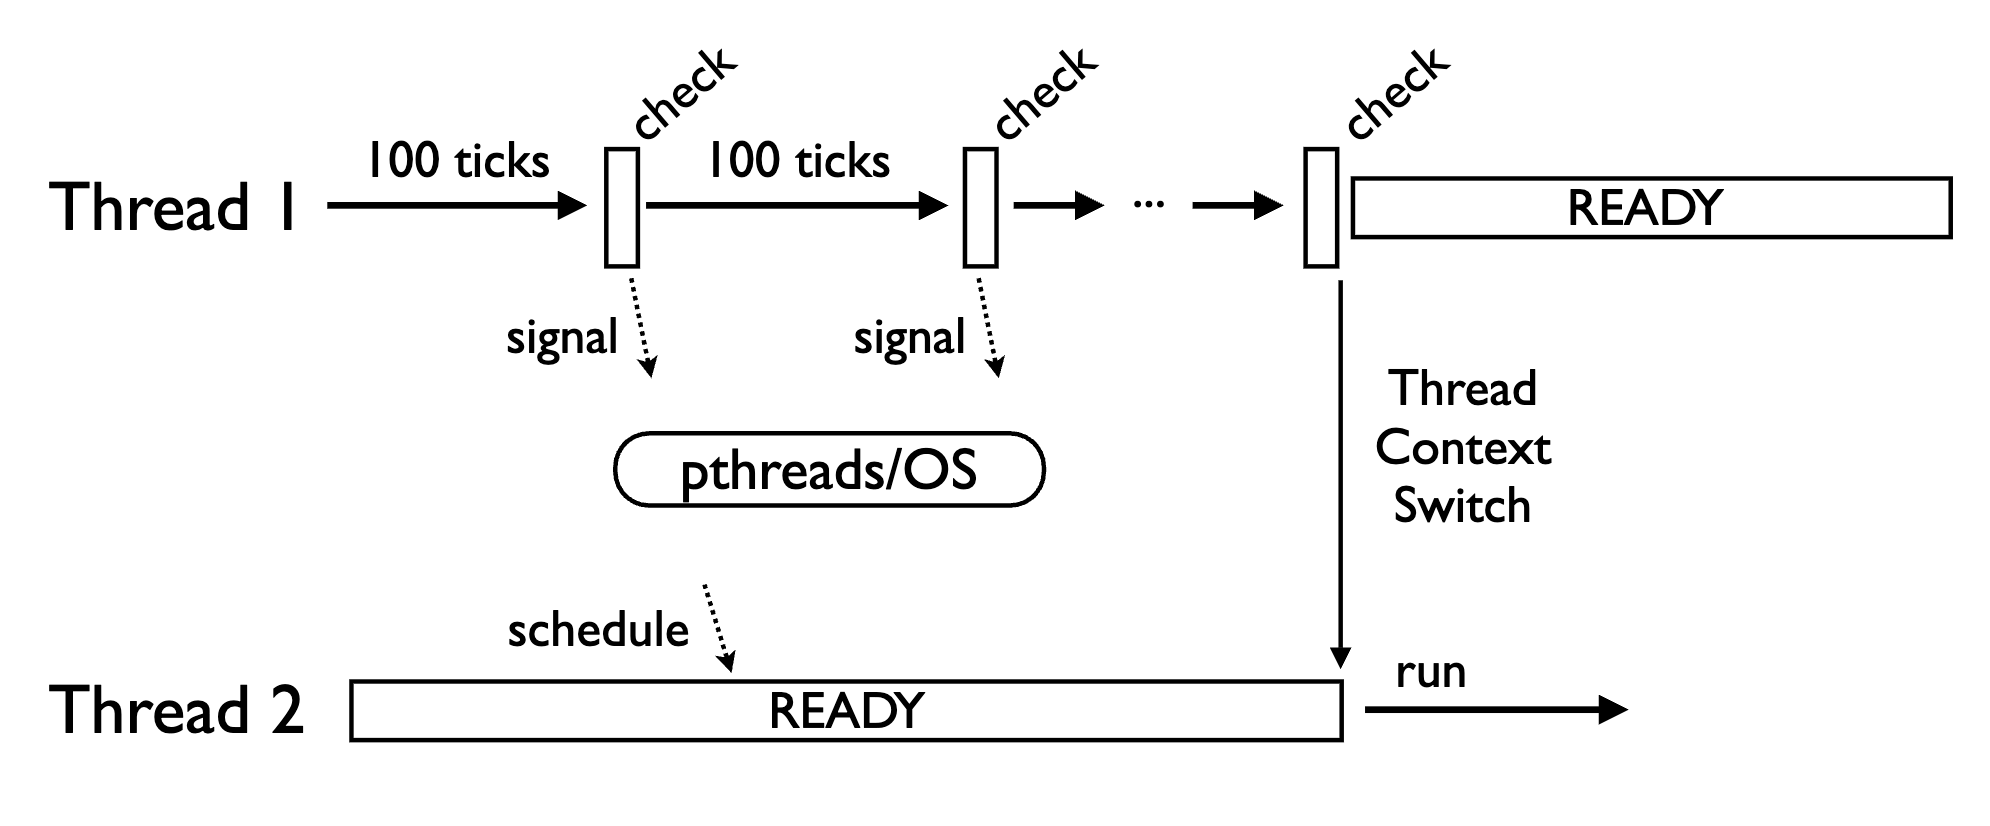 check
check
check
100 ticks
100 ticks
Thread 1
...
READY
signal
signal
Thread
Context
Switch
pthreads/OS
schedule
run
Thread 2
READY